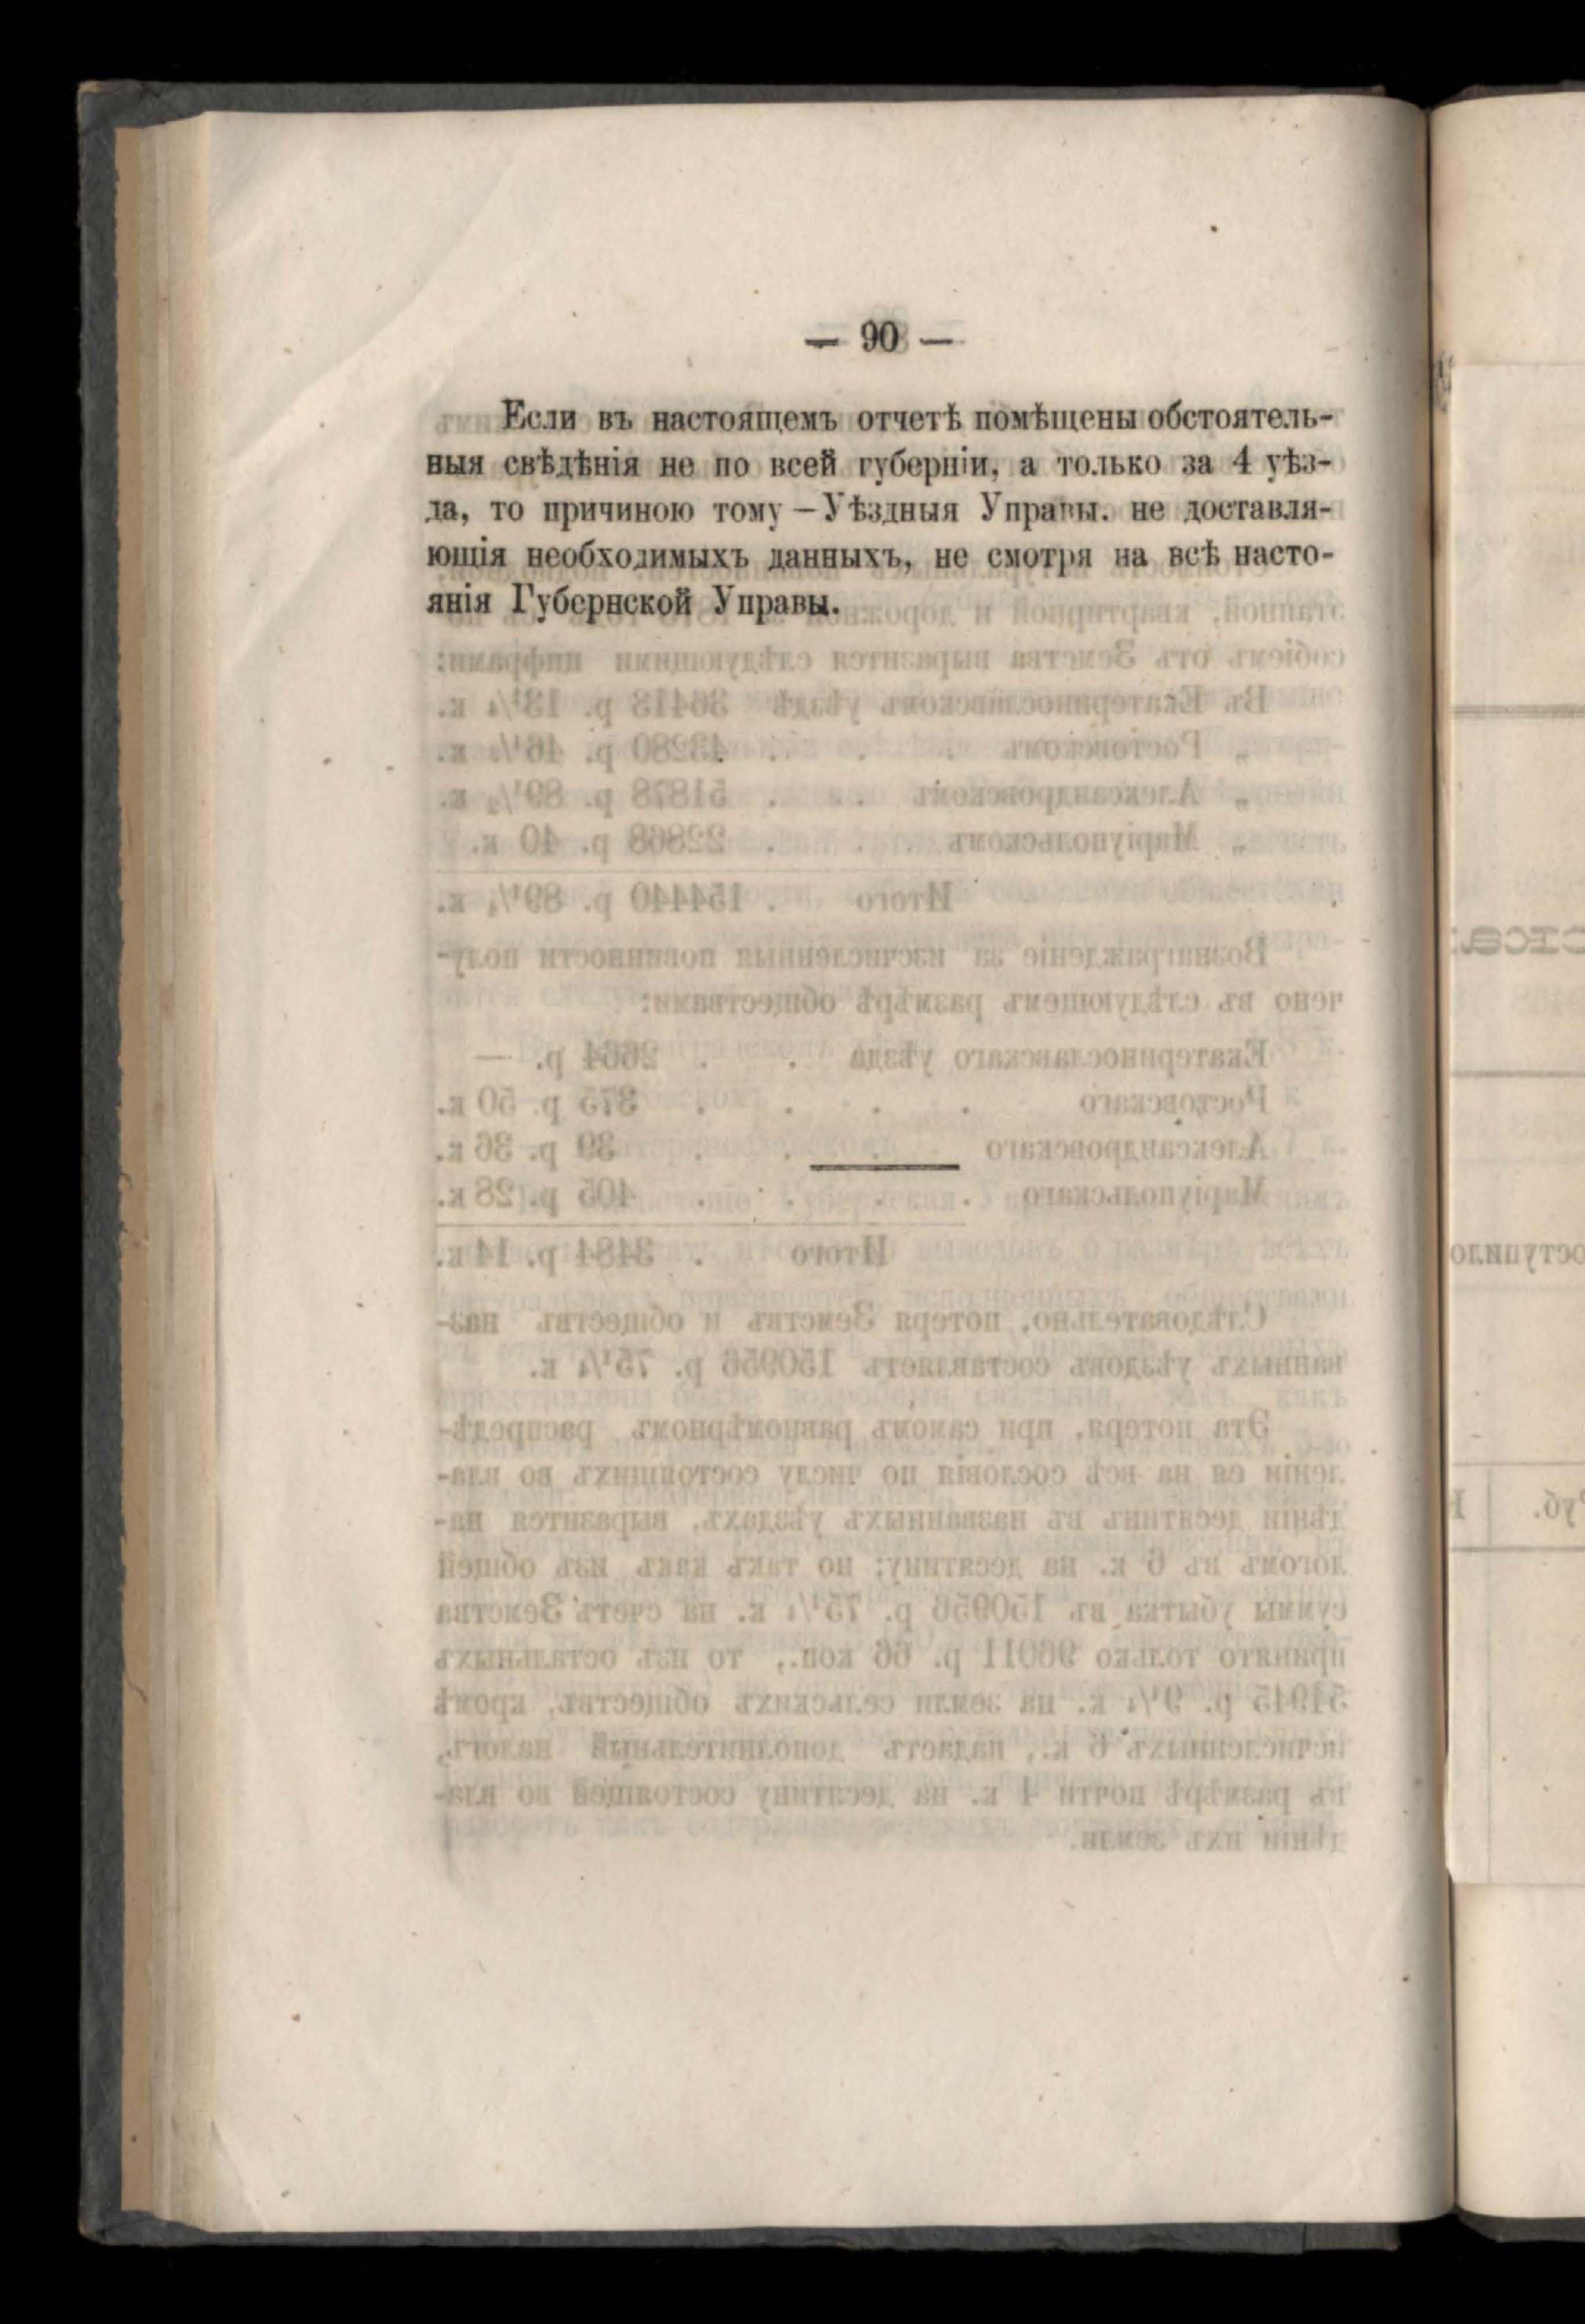 — 90 —
Если въ настоящемъ отчетѣ помѣщены обстоятель-
ныя свѣдѣнія не по всей губерніи, а только за 4 уѣз-
да, то причиною тому — Уѣздныя Управы. не доставля-
ющія необходимыхъ данныхъ, не смотря на всѣ насто-
янія Губернской Управы.